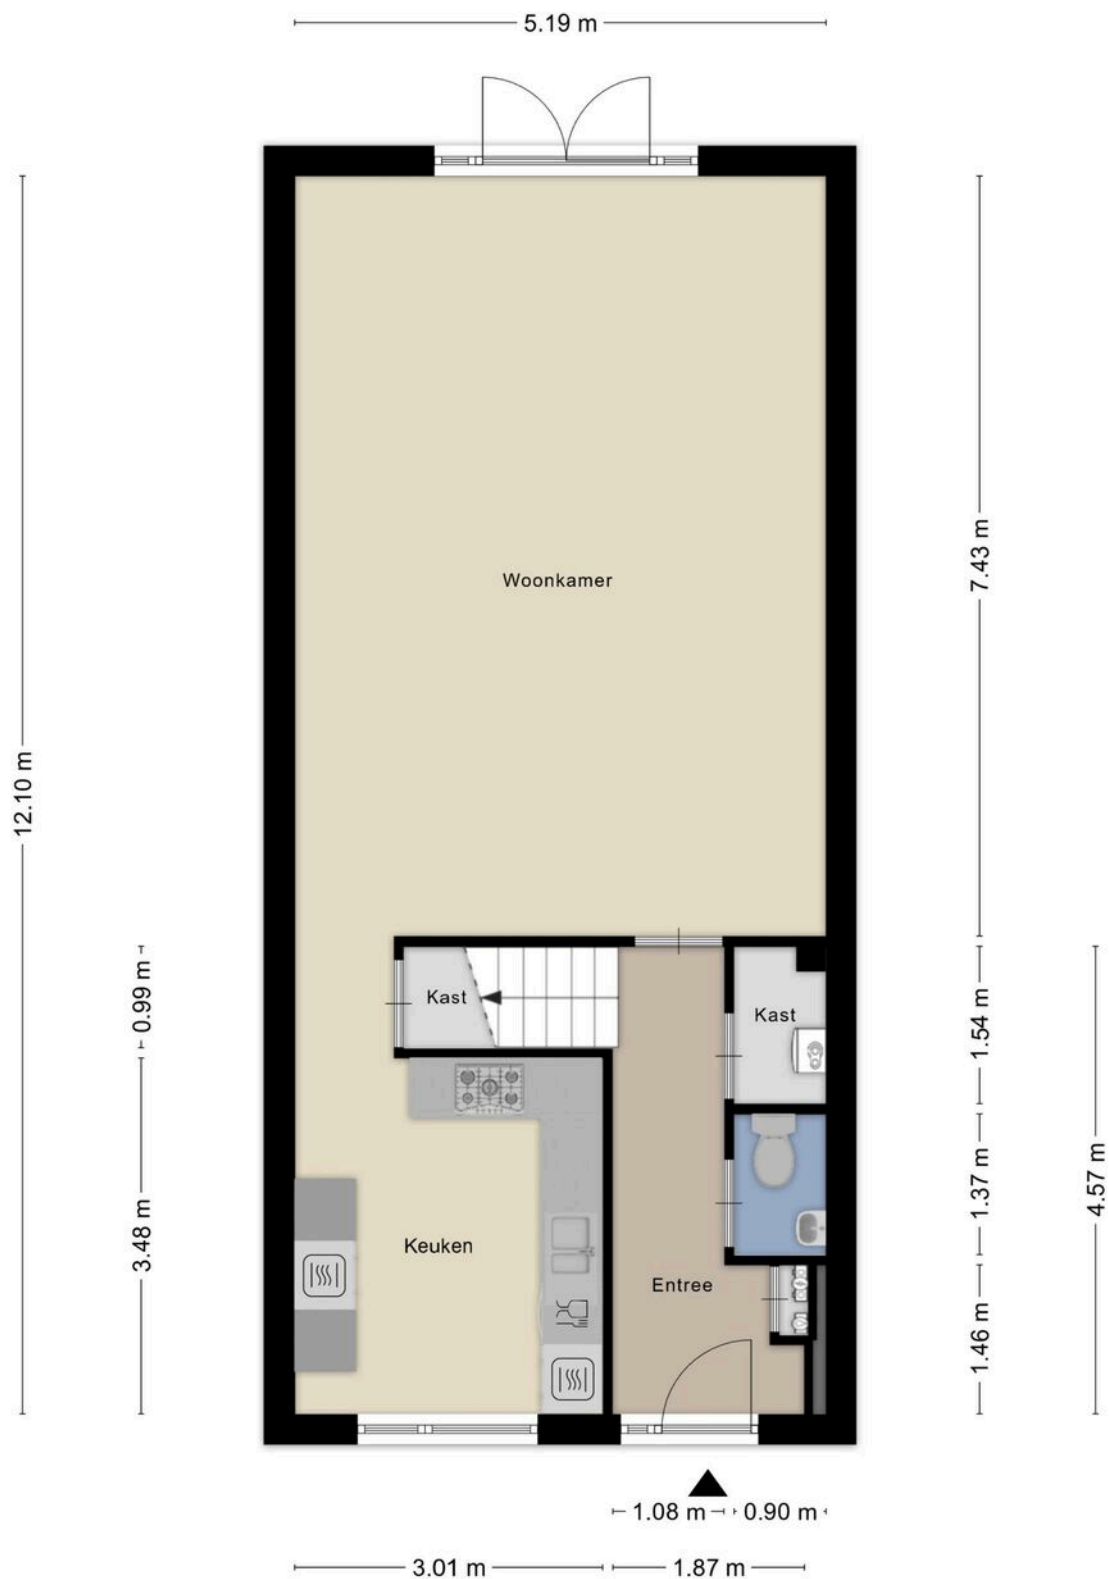 5.19 m
12.10 m
7.43 m
Woonkamer
0.99 m
Kast
Kast
1.54 m
3.48 m
1.37 m
4.57 m
Keuken
Entree
1.46 m
1.08 m
0.90 m
3.01 m
1.87 m